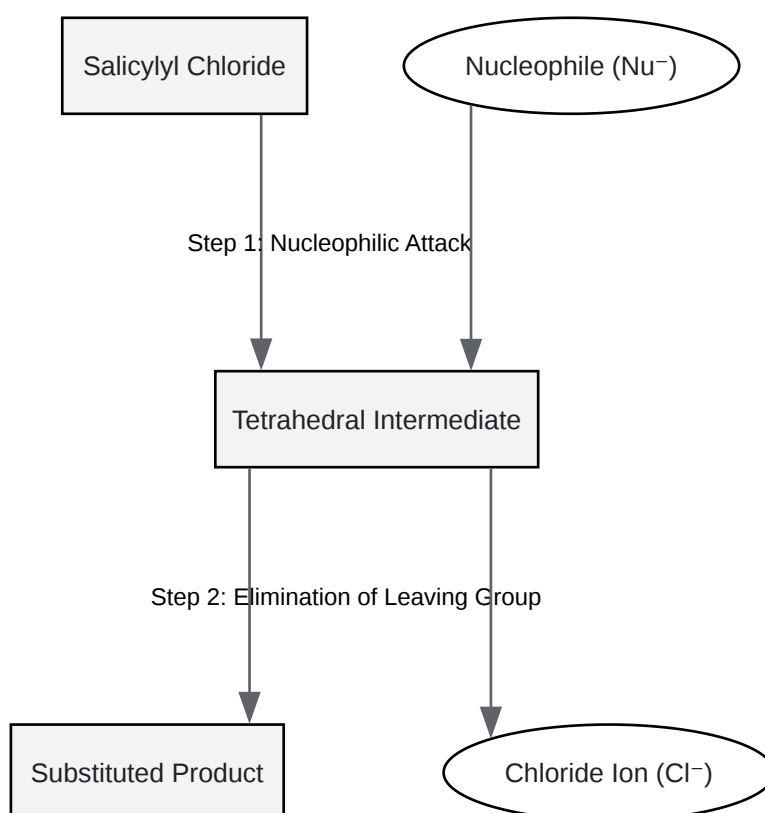 Salicylyl Chloride
Nucleophile (Nu⁻)
Step 1: Nucleophilic Attack
Tetrahedral Intermediate
Step 2: Elimination of Leaving Group
Substituted Product
Chloride Ion (Cl⁻)